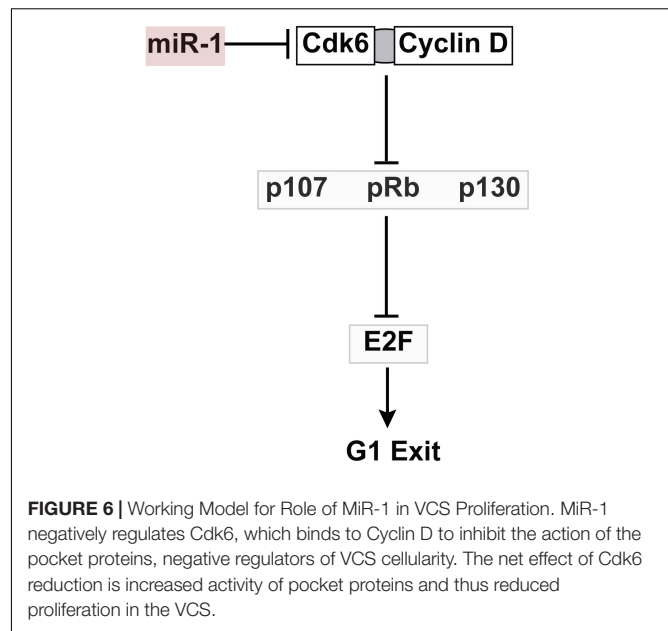 miR-1 Cdk6 Cyclin D
p107 pRb p130
E2F
G1 Exit
FIGURE 6 | Working Model for Role of MiR-1 in VCS Proliferation. MiR-1
negatively regulates Cdk6, which binds to Cyclin D to inhibit the action of the
pocket proteins, negative regulators of VCS cellularity. The net effect of Cdk6
reduction is increased activity of pocket proteins and thus reduced
proliferation in the VCS.